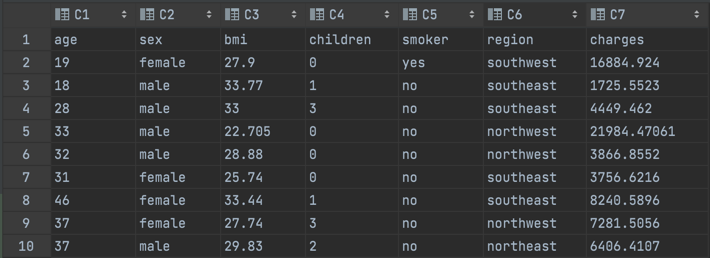 C1 C2 C3 C4 C5 C6 C7
1 age sex bmi children smoker region charges
2 19 female 27.9 0 yes southwest 16884.924
3 18 male 33.77 1 no southeast 1725.5523
4 28 male 33 3 no southeast 4449.462
5 33 male 22.705 0 no northwest 21984.47061
6 32 male 28.88 0 no northwest 3866.8552
7 31 female 25.74 0 no southeast 3756.6216
8 46 female 33.44 1 no southeast 8240.5896
9 37 female 27.74 3 no northwest 7281.5056
10 37 male 29.83 2 no northeast 6406.4107